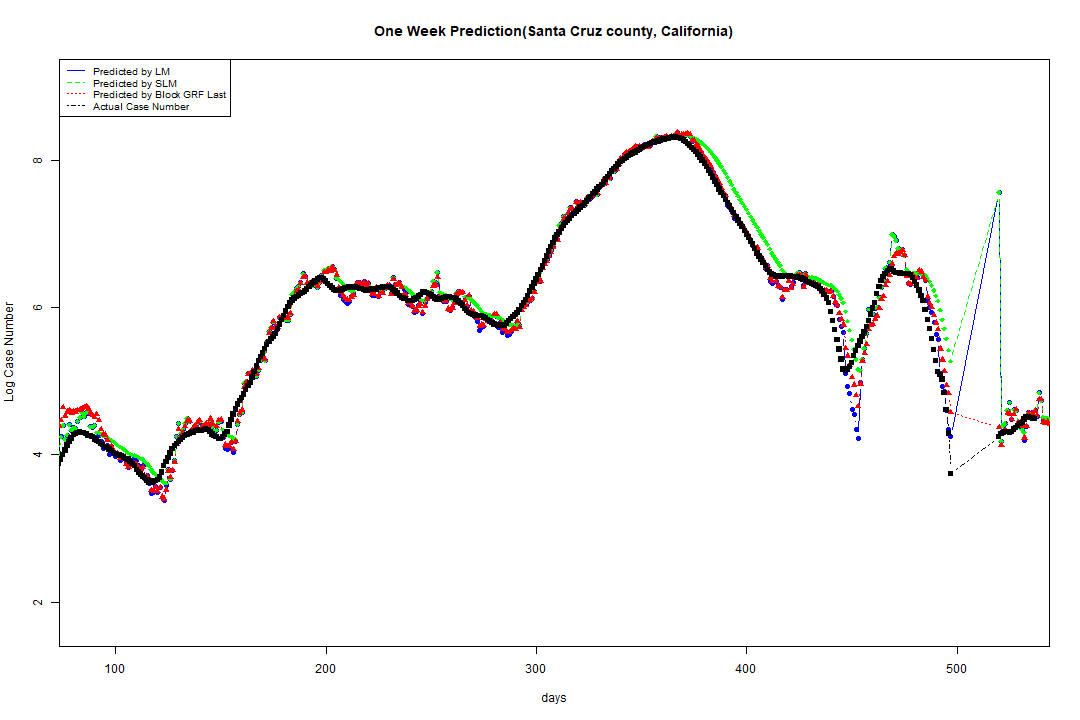 One Week Prediction(Santa Cruz county, California)
Predicted by LM
Predicted by SLM
Predicted by Block GRF Last
Actual Case Number
8
6
4
2
Log Case Number
100 200 300 400 500
days